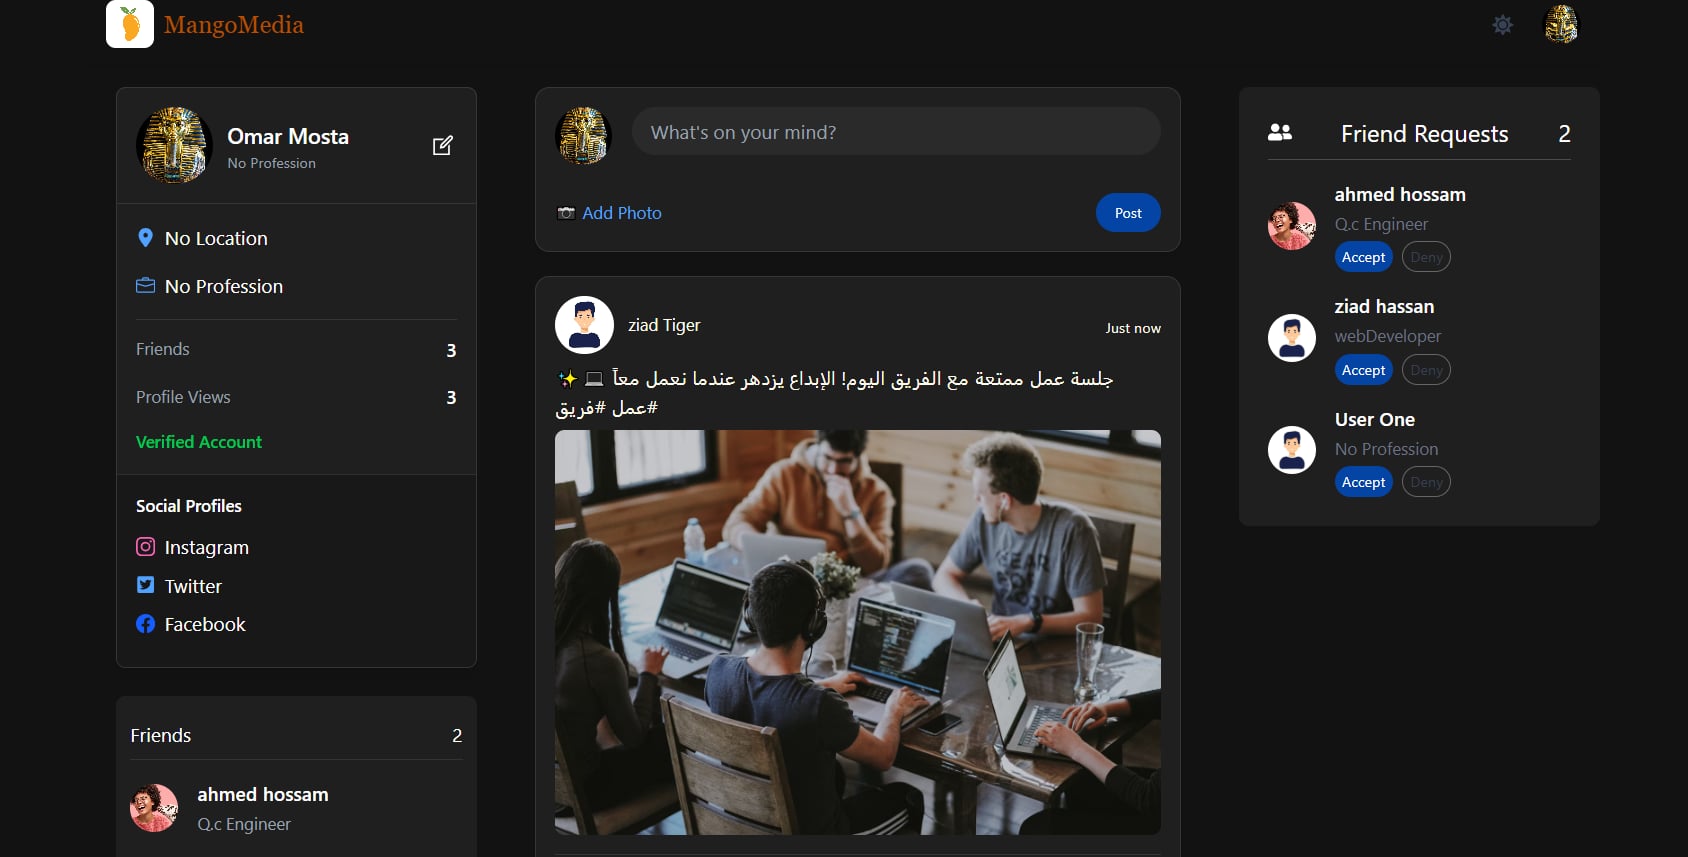 MangoMedia
Omar Mosta
No Profession
No Location
No Profession
Friends 3
Profile Views 3
Verified Account
Social Profiles
Instagram
Twitter
Facebook
Friends 2
ahmed hossam
Q.c Engineer
What's on your mind?
Add Photo
Post
ziad Tiger
Just now
جلسة عمل ممتعة مع الفريق اليوم! الإبداع يزدهر عندما نعمل معاً 💻 ✨
#عمل #فريق
Friend Requests 2
ahmed hossam
Q.c Engineer
Accept Deny
ziad hassan
webDeveloper
Accept Deny
User One
No Profession
Accept Deny